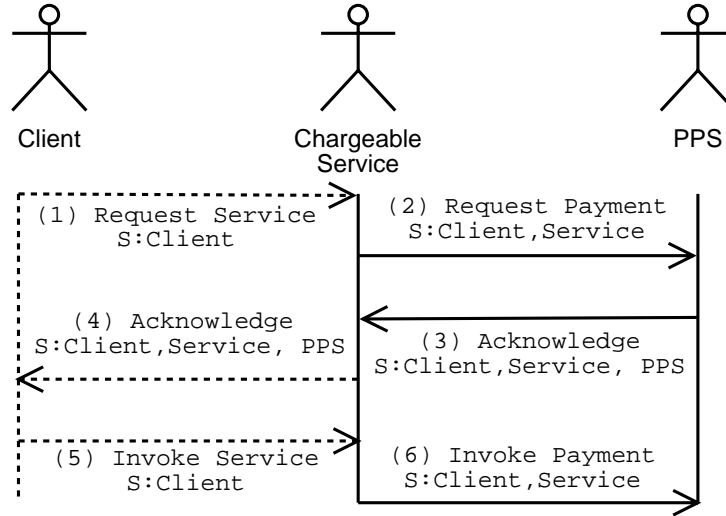 Client
Chargeable
Service
PPS
(1) Request Service
S:Client
(2) Request Payment
S:Client,Service
(4) Acknowledge
S:Client,Service, PPS
(3) Acknowledge
S:Client,Service, PPS
(5) Invoke Service
S:Client
(6) Invoke Payment
S:Client,Service